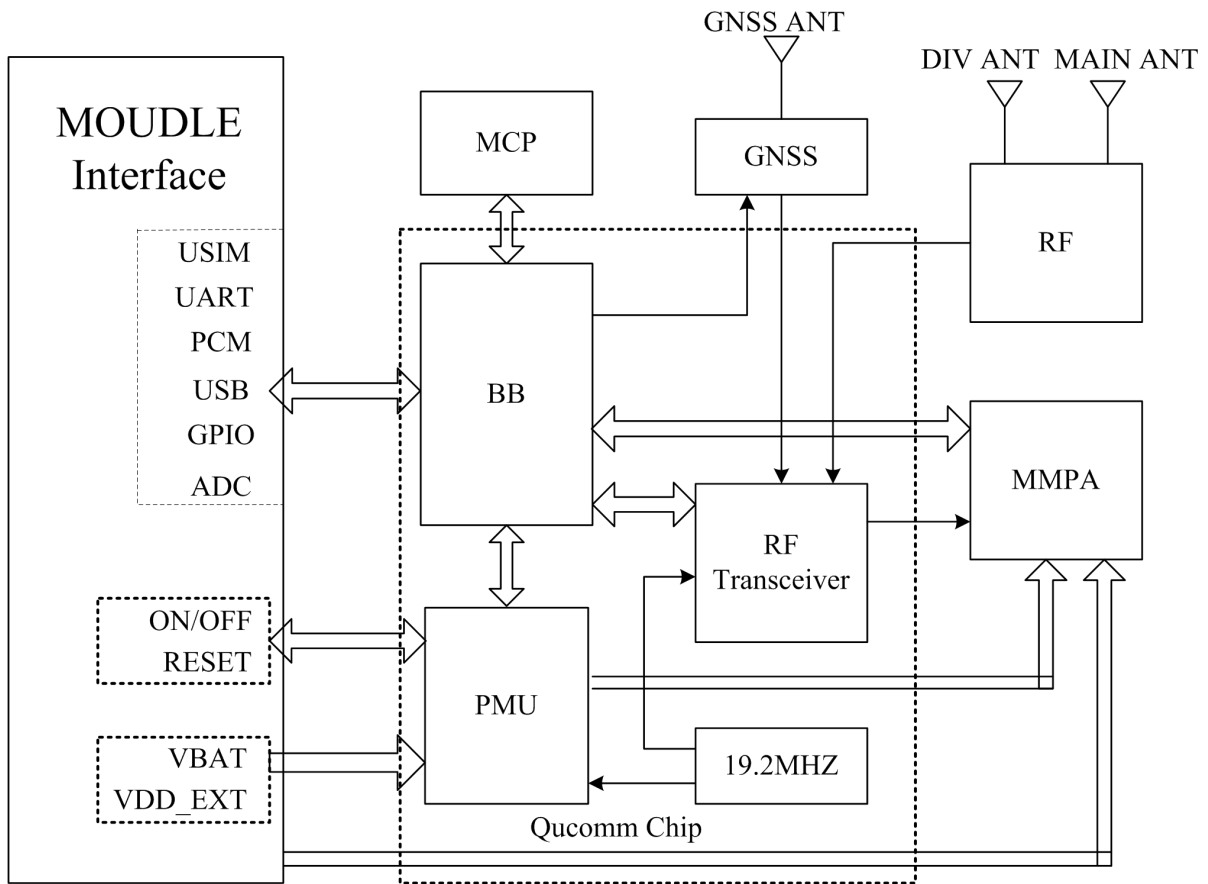 GNSS ANT
DIV ANT MAIN ANT
MOUDLE
Interface
MCP
GNSS
RF
USIM
UART
PCM
USB
GPIO
ADC
BB
MMPA
RF
Transceiver
ON/OFF
RESET
PMU
VBAT
VDD_EXT
19.2MHZ
Qucomm Chip